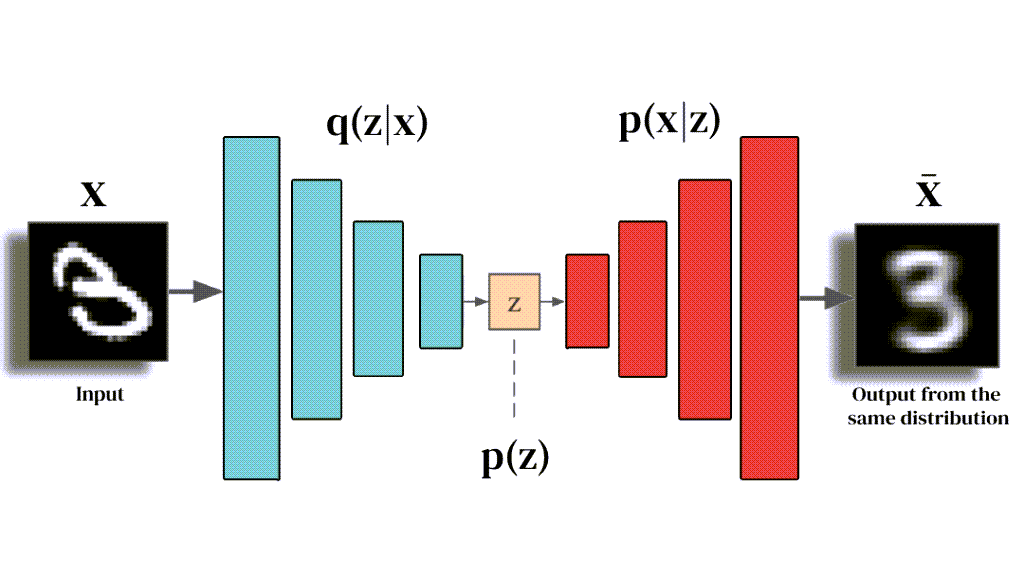 q(z|x)
p(x|z)
X
X̄
z
Input
Output from the
same distribution
p(z)